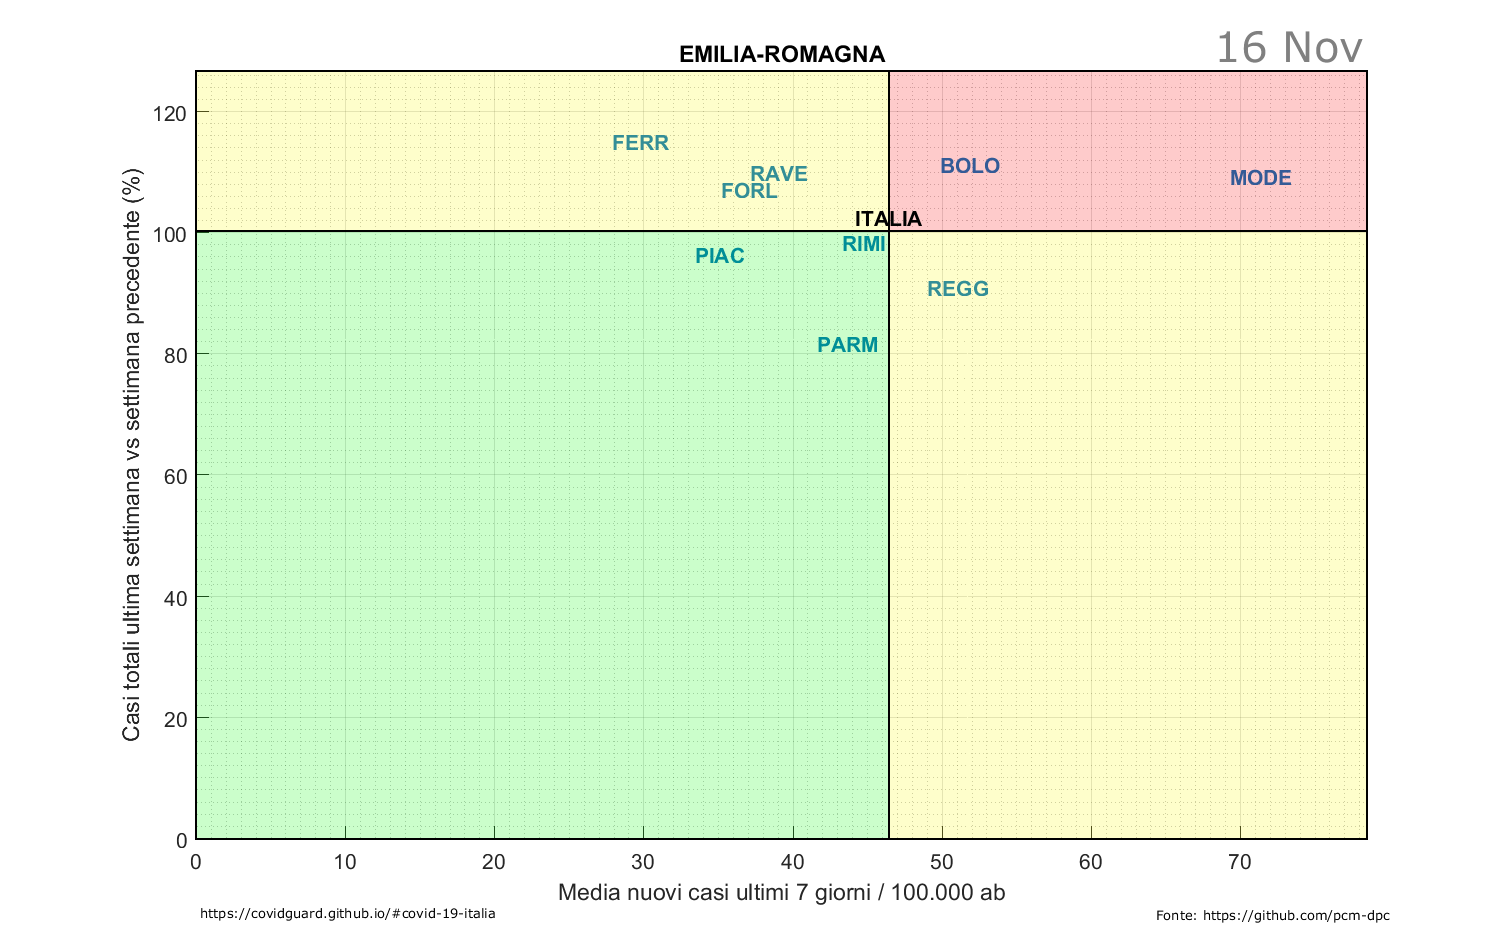 16 Nov
EMILIA-ROMAGNA
120
100
80
60
40
20
0
Casi totali ultima settimana vs settimana precedente (%)
FERR
RAVE
FORL
BOLO
MODE
ITALIA
RIMI
PIAC
REGG
PARM
0 10 20 30 40 50 60 70
Media nuovi casi ultimi 7 giorni / 100.000 ab
https://covidguard.github.io/#covid-19-italia
Fonte: https://github.com/pcm-dpc